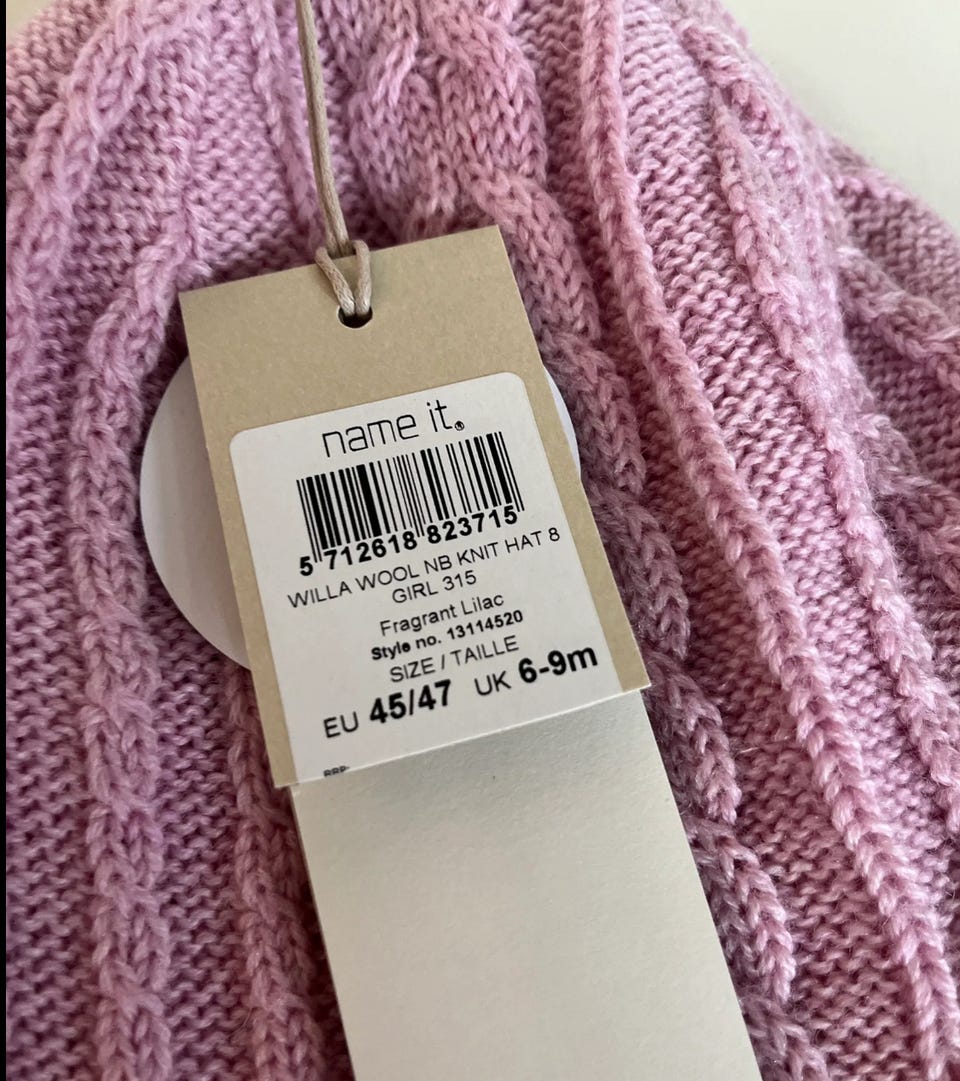 name it®
5 712618 823715
WILLA WOOL NB KNIT HAT 8
GIRL 315
Fragrant Lilac
Style no. 13114520
SIZE / TAILLE
EU 45/47 UK 6-9m
RRP: